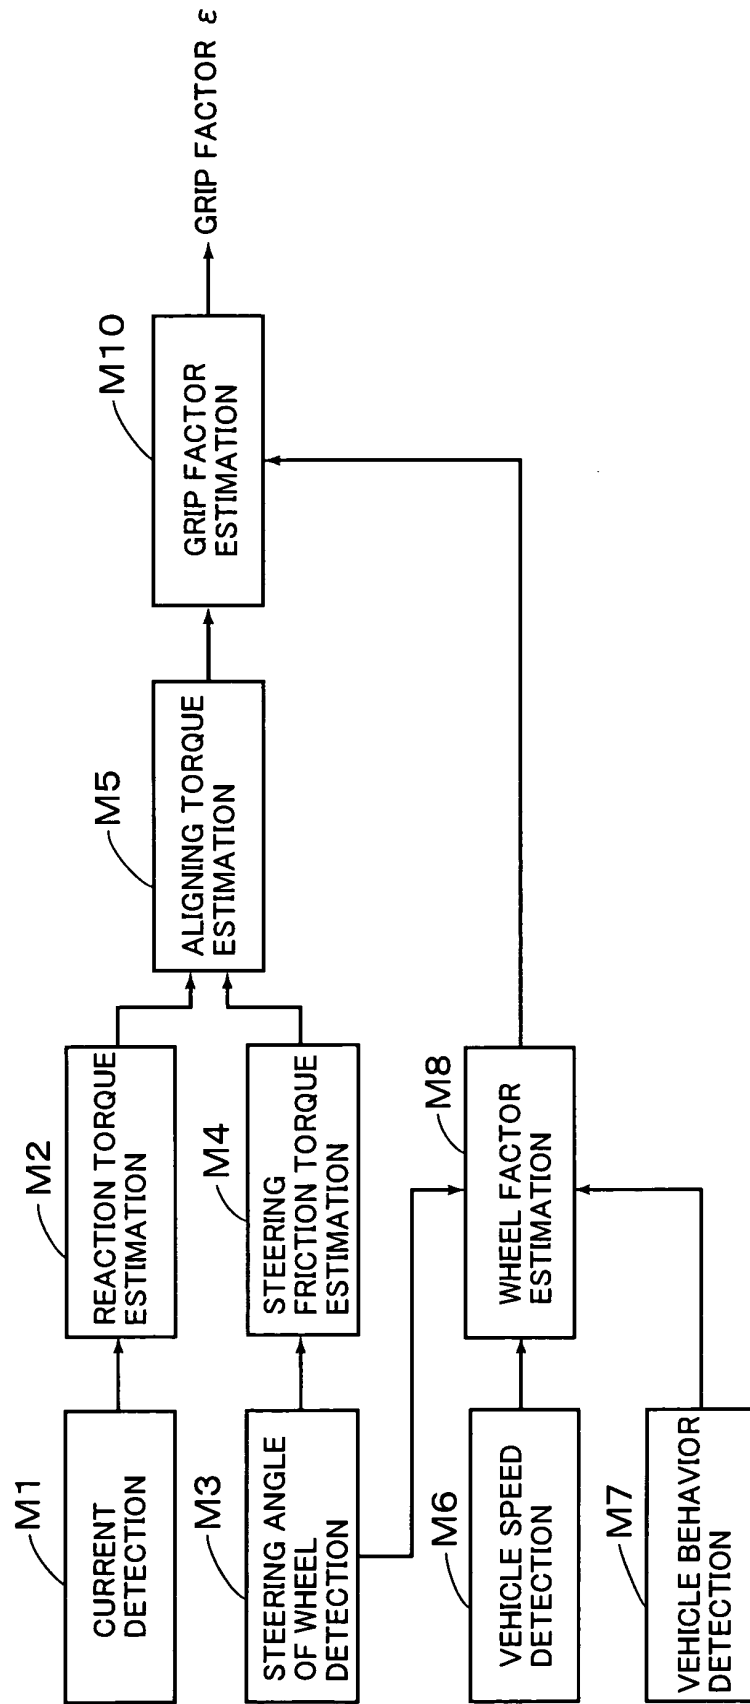 M1
CURRENT
DETECTION
M2
REACTION TORQUE
ESTIMATION
M3
STEERING ANGLE
OF WHEEL
DETECTION
M4
STEERING
FRICTION TORQUE
ESTIMATION
M5
ALIGNING TORQUE
ESTIMATION
M6
VEHICLE SPEED
DETECTION
M7
VEHICLE BEHAVIOR
DETECTION
M8
WHEEL FACTOR
ESTIMATION
M10
GRIP FACTOR
ESTIMATION
GRIP FACTOR ε